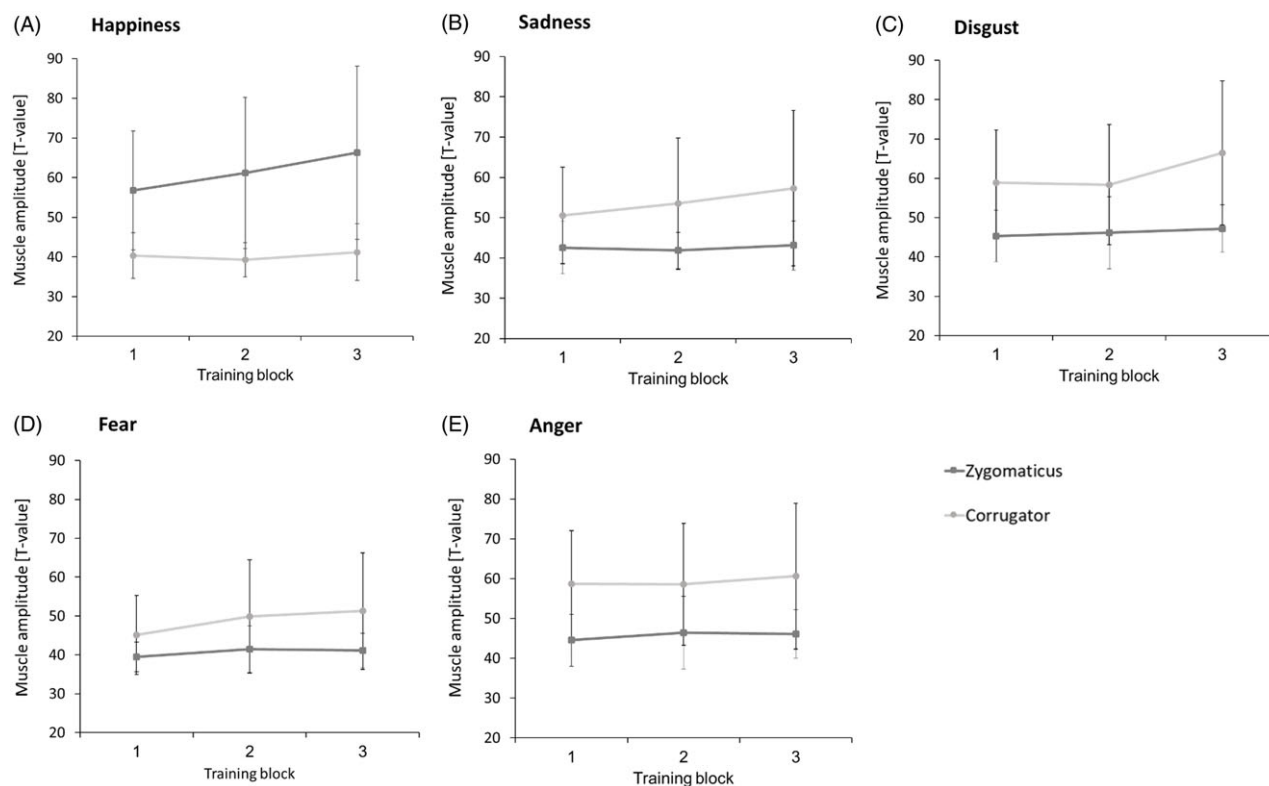 (A) Happiness
Muscle amplitude [T-value]
90
80
70
60
50
40
30
20
1 2 3
Training block
(B) Sadness
Muscle amplitude [T-value]
90
80
70
60
50
40
30
20
1 2 3
Training block
(C) Disgust
Muscle amplitude [T-value]
90
80
70
60
50
40
30
20
1 2 3
Training block
(D) Fear
Muscle amplitude [T-value]
90
80
70
60
50
40
30
20
1 2 3
Training block
(E) Anger
Muscle amplitude [T-value]
90
80
70
60
50
40
30
20
1 2 3
Training block
Zygomaticus
Corrugator